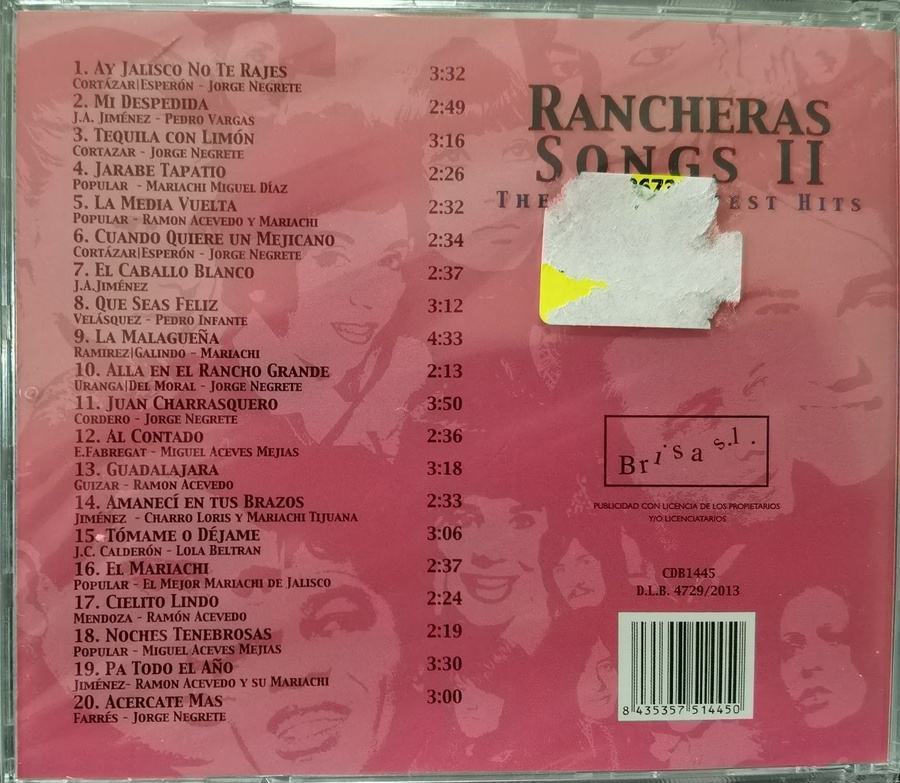 1. Ay Jalisco No Te Rajes 3:32
Cortázar|Esperón - Jorge Negrete
2. Mi Despedida 2:49
J.A. Jiménez - Pedro Vargas
3. Tequila con Limón 3:16
Cortazar - Jorge Negrete
4. Jarabe Tapatio 2:26
Popular - Mariachi Miguel Díaz
5. La Media Vuelta 2:32
Popular - Ramon Acevedo y Mariachi
6. Cuando Quiere un Mejicano 2:34
Cortázar|Esperón - Jorge Negrete
7. El Caballo Blanco 2:37
J.A.Jiménez
8. Que Seas Feliz 3:12
Velásquez - Pedro Infante
9. La Malagueña 4:33
Ramirez|Galindo - Mariachi
10. Alla en el Rancho Grande 2:13
Uranga|Del Moral - Jorge Negrete
11. Juan Charrasquero 3:50
Cordero - Jorge Negrete
12. Al Contado 2:36
E.Fabregat - Miguel Aceves Mejias
13. Guadalajara 3:18
Guizar - Ramon Acevedo
14. Amanecí en tus Brazos 2:33
Jiménez - Charro Loris y Mariachi Tijuana
15. Tómame o Déjame 3:06
J.C. Calderón - Lola Beltran
16. El Mariachi 2:37
Popular - El Mejor Mariachi de Jalisco
17. Cielito Lindo 2:24
Mendoza - Ramón Acevedo
18. Noches Tenebrosas 2:19
Popular - Miguel Aceves Mejias
19. Pa Todo el Año 3:30
Jiménez- Ramon Acevedo y su Mariachi
20. Acercate Mas 3:00
Farrés - Jorge Negrete
Rancheras
Songs II
The Hits
Brisa s.l.
PUBLICIDAD CON LICENCIA DE LOS PROPIETARIOS
Y/O LICENCIATARIOS
CDB1445
D.L.B. 4729/2013
8 435357 514450